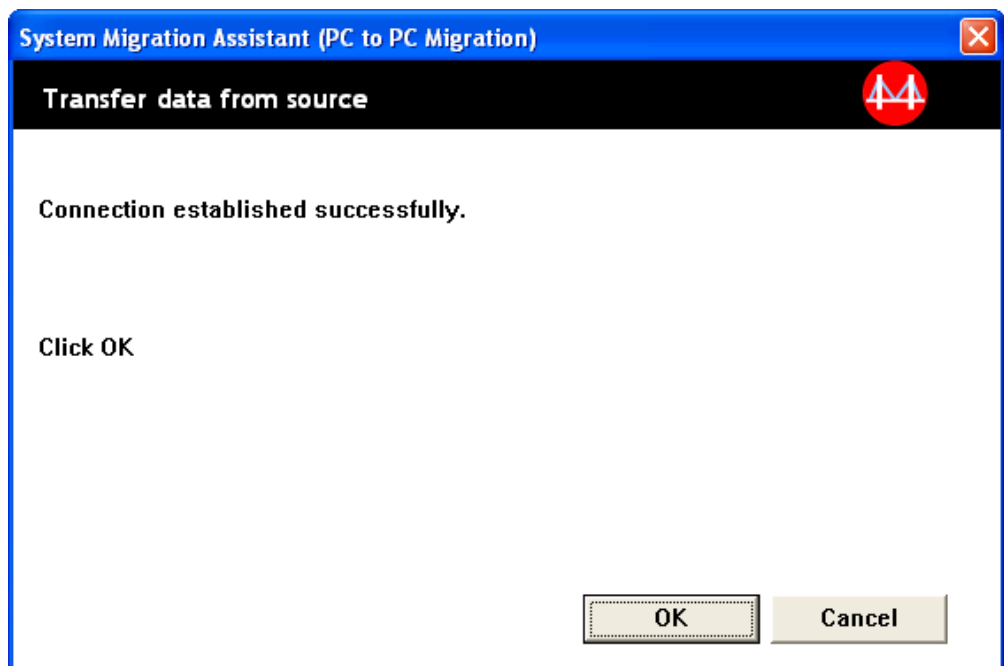 System Migration Assistant (PC to PC Migration)
Transfer data from source
Connection established successfully.
Click OK
OK Cancel